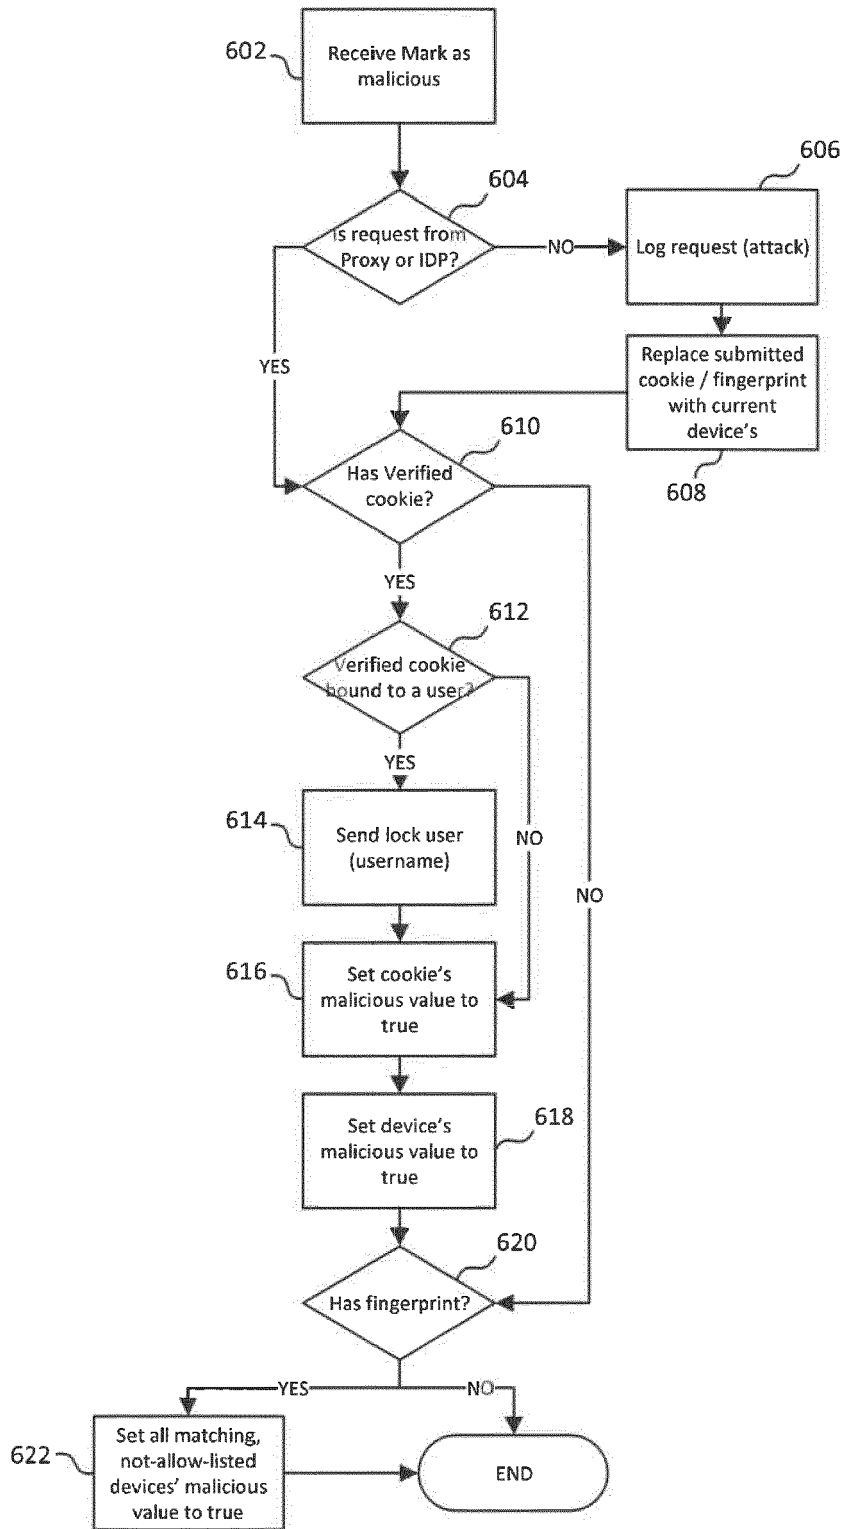 602
Receive Mark as
malicious
604
606
Is request from
Proxy or IDP?
NO
Log request (attack)
YES
Replace submitted
cookie / fingerprint
with current
device's
608
610
Has Verified
cookie?
YES
612
Verified cookie
bound to a user?
YES
614
Send lock user
(username)
NO
NO
616
Set cookie's
malicious value to
true
618
Set device's
malicious value to
true
620
Has fingerprint?
YES
NO
622
Set all matching,
not-allow-listed
devices' malicious
value to true
END